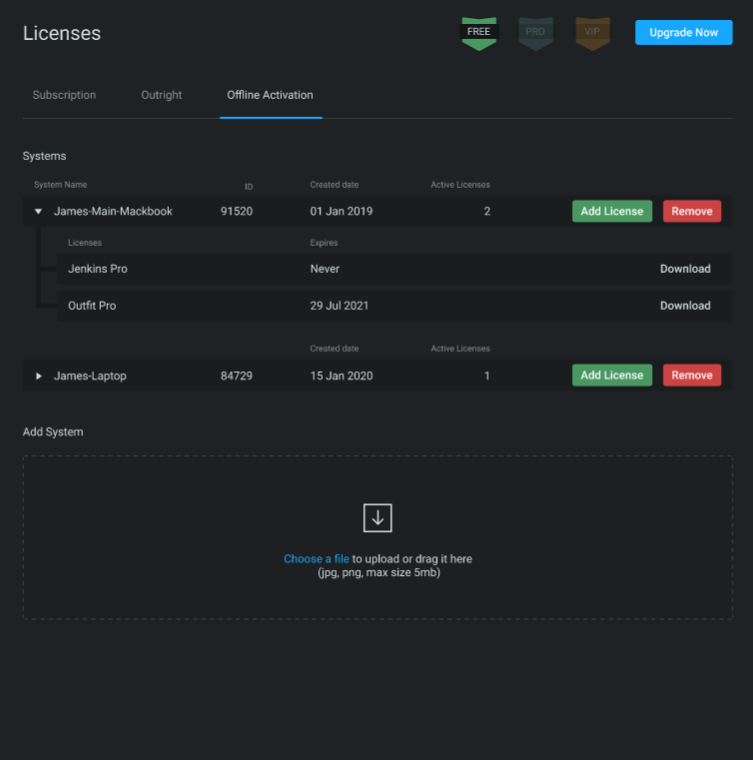 Licenses
FREE
PRO
VIP
Upgrade Now
Subscription Outright Offline Activation
Systems
System Name ID Created date Active Licenses
James-Main-Mackbook 91520 01 Jan 2019 2 Add License Remove
Licenses Expires
Jenkins Pro Never Download
Outfit Pro 29 Jul 2021 Download
Created date Active Licenses
James-Laptop 84729 15 Jan 2020 1 Add License Remove
Add System
Choose a file to upload or drag it here
(jpg, png, max size 5mb)